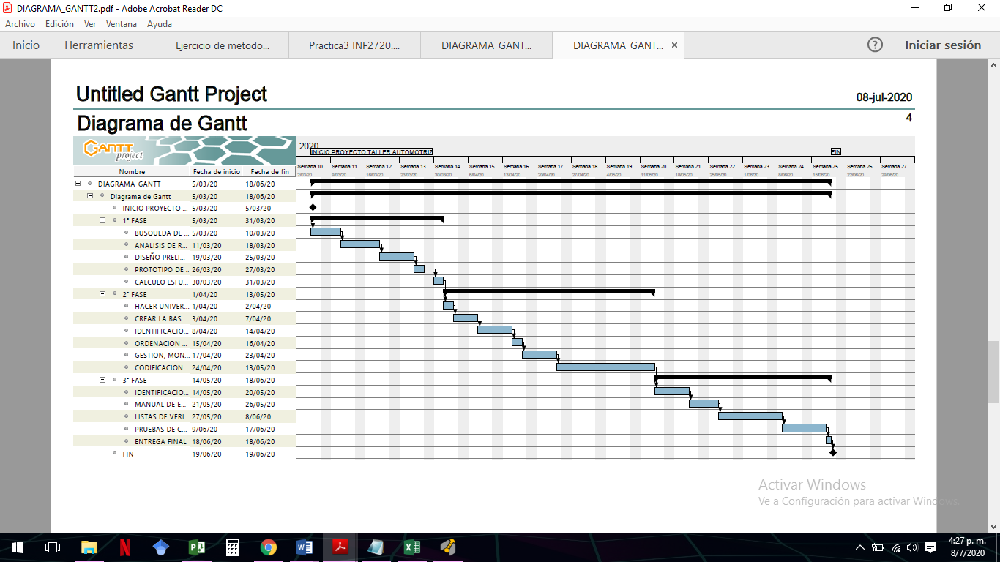 DIAGRAMA_GANTT2.pdf - Adobe Acrobat Reader DC
Archivo Edición Ver Ventana Ayuda
Inicio Herramientas Ejercicio de metodo... Practica3 INF2720.... DIAGRAMA_GANT... DIAGRAMA_GANT... × ? Iniciar sesión
Untitled Gantt Project 08-jul-2020
Diagrama de Gantt 4
GANTT project
2020
INICIO PROYECTO TALLER AUTOMOTRIZ FIN
Semana 10 Semana 11 Semana 12 Semana 13 Semana 14 Semana 15 Semana 16 Semana 17 Semana 18 Semana 19 Semana 20 Semana 21 Semana 22 Semana 23 Semana 24 Semana 25 Semana 26 Semana 27
2/03/20 9/03/20 16/03/20 23/03/20 30/03/20 6/04/20 13/04/20 20/04/20 27/04/20 4/05/20 11/05/20 18/05/20 25/05/20 1/06/20 8/06/20 15/06/20 22/06/20 29/06/20
Nombre Fecha de inicio Fecha de fin
DIAGRAMA_GANTT 5/03/20 18/06/20
Diagrama de Gantt 5/03/20 18/06/20
INICIO PROYECTO ... 5/03/20 5/03/20
1° FASE 5/03/20 31/03/20
BUSQUEDA DE ... 5/03/20 10/03/20
ANALISIS DE R... 11/03/20 18/03/20
DISEÑO PRELI... 19/03/20 25/03/20
PROTOTIPO DE ... 26/03/20 27/03/20
CALCULO ESFU... 30/03/20 31/03/20
2° FASE 1/04/20 13/05/20
HACER UNIVER... 1/04/20 2/04/20
CREAR LA BAS... 3/04/20 7/04/20
IDENTIFICACIO... 8/04/20 14/04/20
ORDENACION ... 15/04/20 16/04/20
GESTION, MON... 17/04/20 23/04/20
CODIFICACION ... 24/04/20 13/05/20
3° FASE 14/05/20 18/06/20
IDENTIFICACIO... 14/05/20 20/05/20
MANUAL DE E... 21/05/20 26/05/20
LISTAS DE VERI... 27/05/20 8/06/20
PRUEBAS DE C... 9/06/20 17/06/20
ENTREGA FINAL 18/06/20 18/06/20
FIN 19/06/20 19/06/20
Activar Windows
Ve a Configuración para activar Windows.
4:27 p. m.
8/7/2020